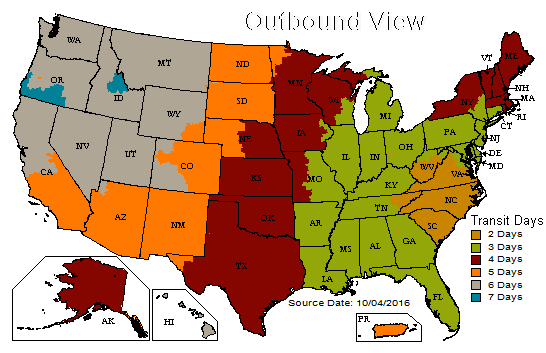 Outbound View
WA
MT
ND
MN
VT
ME
OR
ID
SD
WI
NY
NH
MA
MI
RI
CT
WY
IA
PA
NJ
NE
OH
DE
NV
UT
IL
IN
WV
MD
CA
CO
KS
MO
VA
KY
NC
TN
AZ
NM
OK
AR
SC
Transit Days
2 Days
3 Days
4 Days
5 Days
6 Days
7 Days
MS
AL
GA
TX
LA
FL
Source Date: 10/04/2016
AK
HI
PR